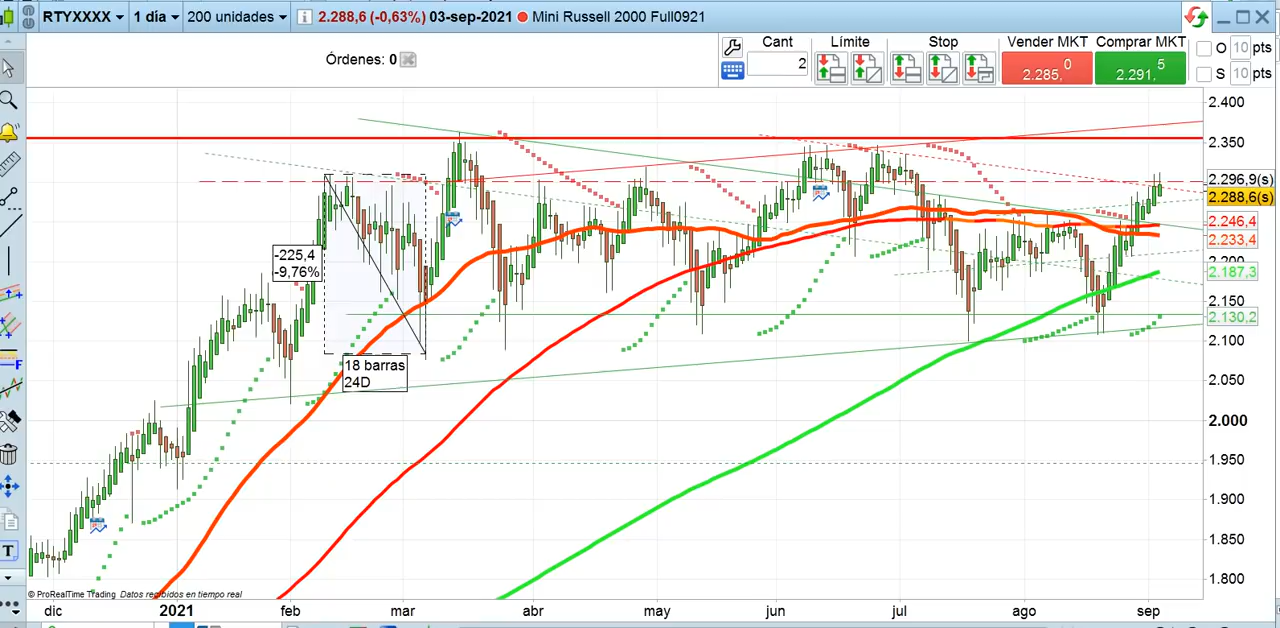 RTYXXXX 1 día 200 unidades i 2.288,6 (-0,63%) 03-sep-2021 Mini Russell 2000 Full0921
Órdenes: 0
Cant Límite Stop Vender MKT Comprar MKT
2 2.285,0 2.291,5
O 10 pts
S 10 pts
2.400
2.350
2.296,9(s)
2.288,6(s)
2.246,4
2.233,4
2.200
2.187,3
2.150
2.130,2
2.100
2.050
2.000
1.950
1.900
1.850
1.800
-225,4
-9,76%
18 barras
24D
F
T
© ProRealTime Trading Datos recibidos en tiempo real
dic 2021 feb mar abr may jun jul ago sep